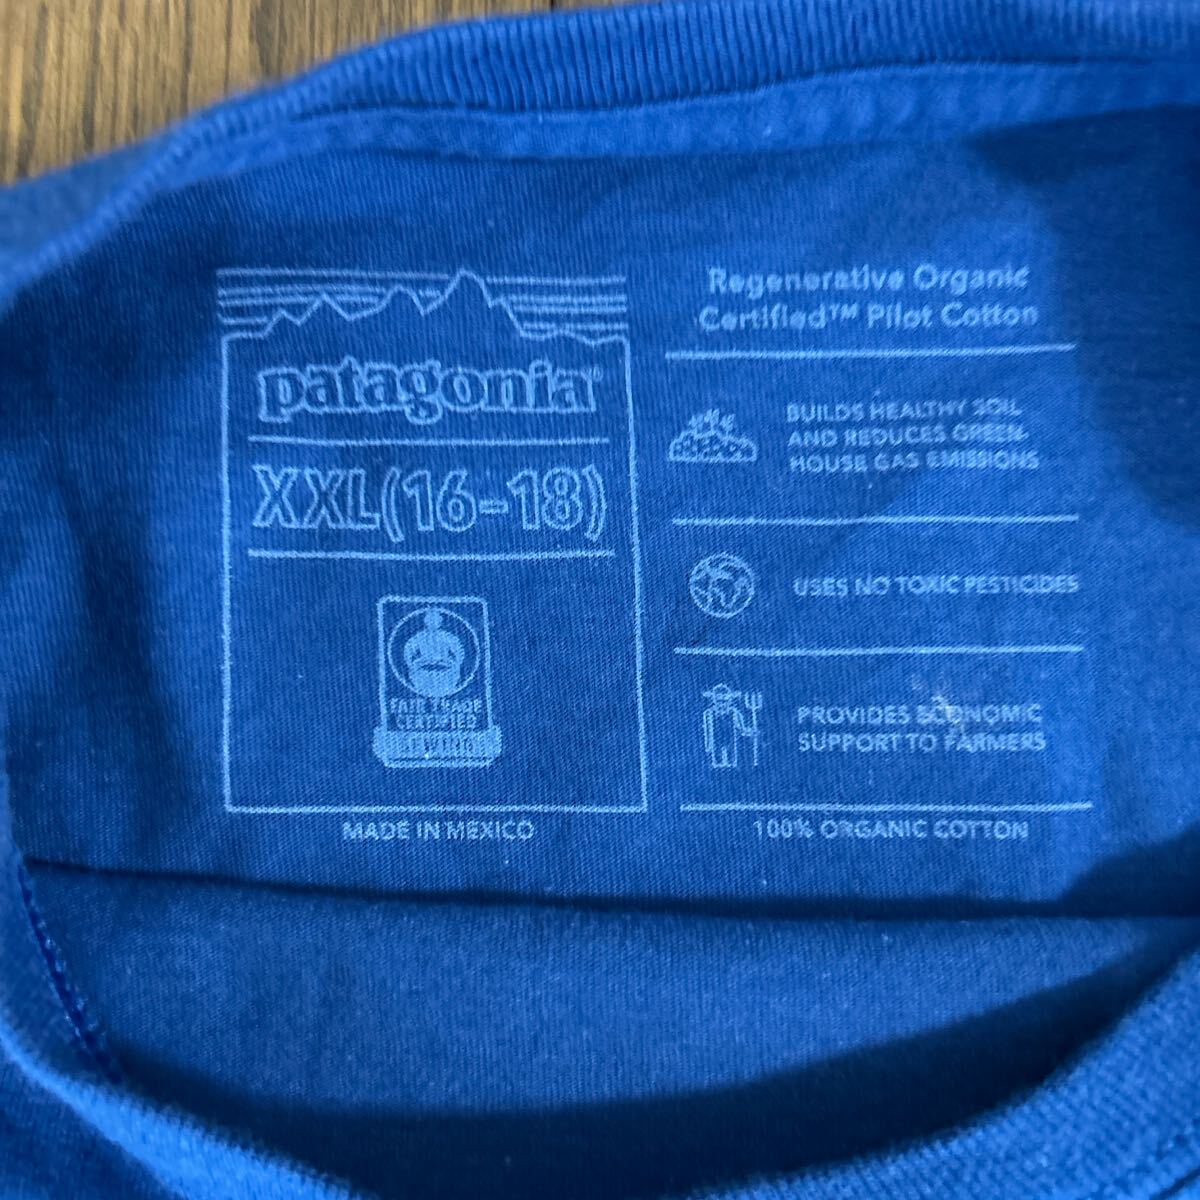 patagonia®
XXL(16-18)
FAIR TRADE
CERTIFIED
SEWING
MADE IN MEXICO
Regenerative Organic
Certified™ Pilot Cotton
BUILDS HEALTHY SOIL
AND REDUCES GREEN-
HOUSE GAS EMISSIONS
USES NO TOXIC PESTICIDES
PROVIDES ECONOMIC
SUPPORT TO FARMERS
100% ORGANIC COTTON